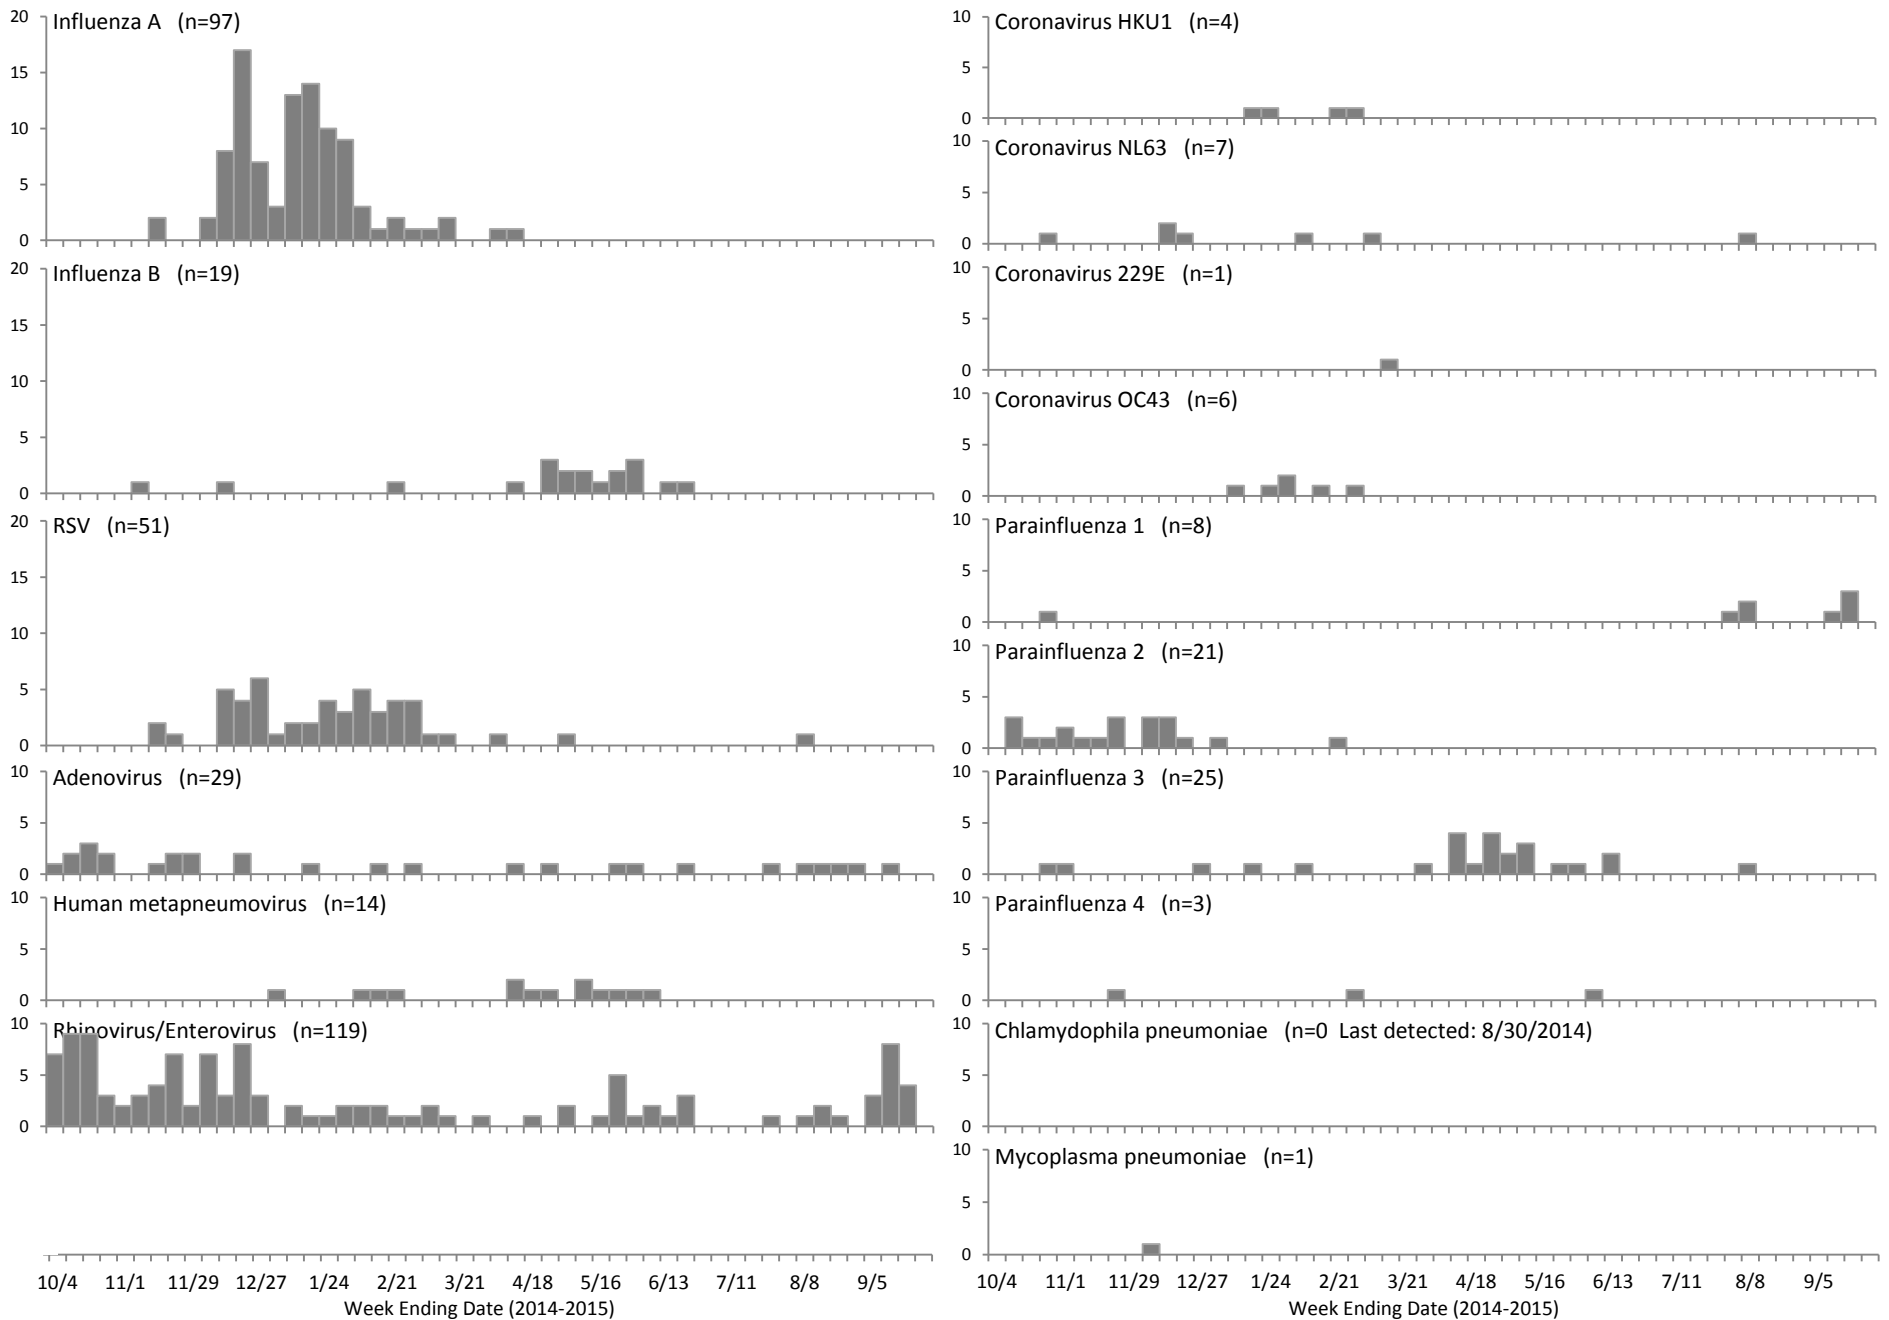 Influenza A (n=97)
20
15
10
5
0
Influenza B (n=19)
20
15
10
5
0
RSV (n=51)
20
15
10
5
0
Adenovirus (n=29)
10
5
0
Human metapneumovirus (n=14)
10
5
0
Rhinovirus/Enterovirus (n=119)
10
5
0
10/4 11/1 11/29 12/27 1/24 2/21 3/21 4/18 5/16 6/13 7/11 8/8 9/5
Week Ending Date (2014-2015)
Coronavirus HKU1 (n=4)
10
5
0
Coronavirus NL63 (n=7)
10
5
0
Coronavirus 229E (n=1)
10
5
0
Coronavirus OC43 (n=6)
10
5
0
Parainfluenza 1 (n=8)
10
5
0
Parainfluenza 2 (n=21)
10
5
0
Parainfluenza 3 (n=25)
10
5
0
Parainfluenza 4 (n=3)
10
5
0
Chlamydophila pneumoniae (n=0 Last detected: 8/30/2014)
10
5
0
Mycoplasma pneumoniae (n=1)
10
5
0
10/4 11/1 11/29 12/27 1/24 2/21 3/21 4/18 5/16 6/13 7/11 8/8 9/5
Week Ending Date (2014-2015)